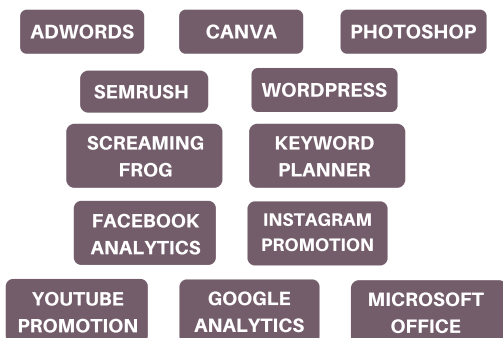 ADWORDS
CANVA
PHOTOSHOP
SEMRUSH
WORDPRESS
SCREAMING
FROG
KEYWORD
PLANNER
FACEBOOK
ANALYTICS
INSTAGRAM
PROMOTION
YOUTUBE
PROMOTION
GOOGLE
ANALYTICS
MICROSOFT
OFFICE